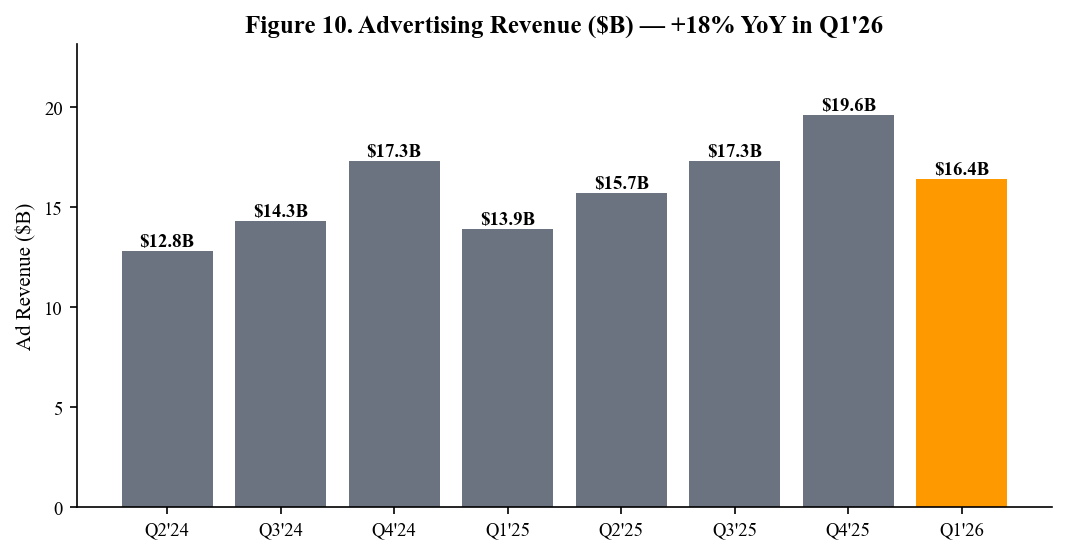 Figure 10. Advertising Revenue ($B) — +18% YoY in Q1'26
Ad Revenue ($B)
20
15
10
5
0
$12.8B
$14.3B
$17.3B
$13.9B
$15.7B
$17.3B
$19.6B
$16.4B
Q2'24
Q3'24
Q4'24
Q1'25
Q2'25
Q3'25
Q4'25
Q1'26